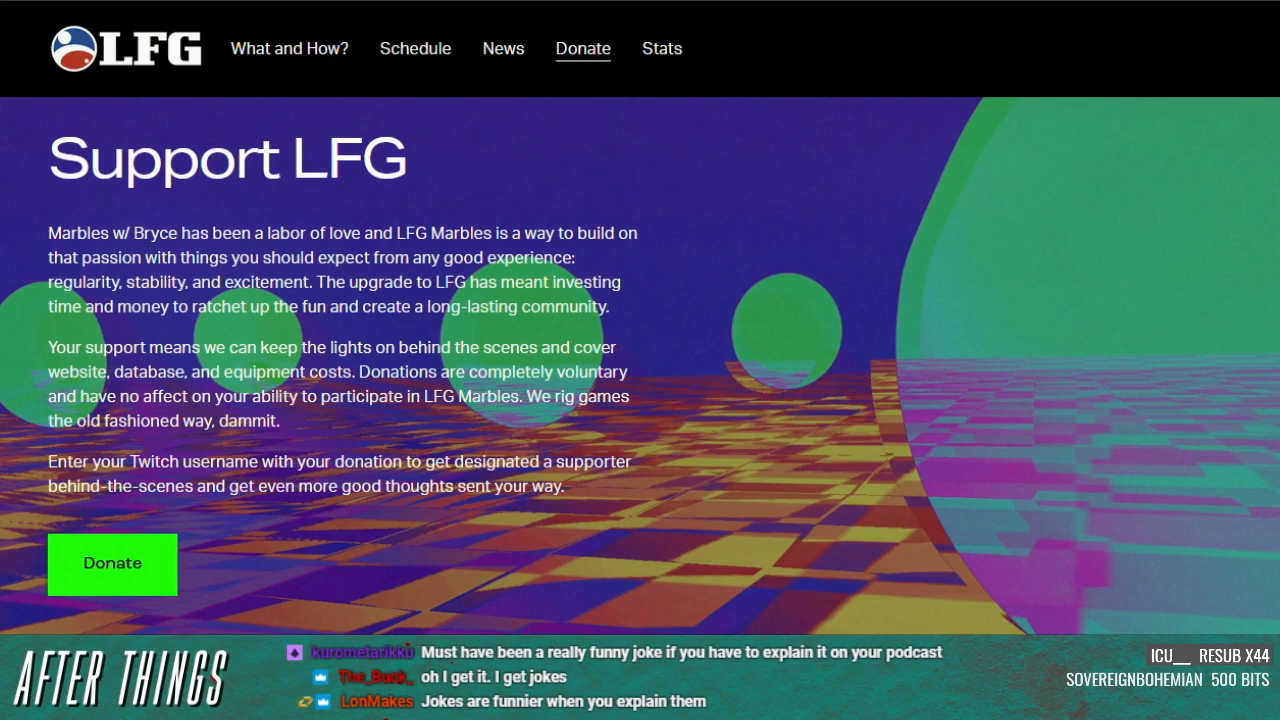 LFG
What and How?
Schedule
News
Donate
Stats
Support LFG
Marbles w/ Bryce has been a labor of love and LFG Marbles is a way to build on
that passion with things you should expect from any good experience:
regularity, stability, and excitement. The upgrade to LFG has meant investing
time and money to ratchet up the fun and create a long-lasting community.
Your support means we can keep the lights on behind the scenes and cover
website, database, and equipment costs. Donations are completely voluntary
and have no affect on your ability to participate in LFG Marbles. We rig games
the old fashioned way, dammit.
Enter your Twitch username with your donation to get designated a supporter
behind-the-scenes and get even more good thoughts sent your way.
Donate
AFTER THINGS
kurometarikku Must have been a really funny joke if you have to explain it on your podcast
The_Buck_ oh I get it. I get jokes
LonMakes Jokes are funnier when you explain them
ICU__ RESUB X44
SOVEREIGNBOHEMIAN 500 BITS